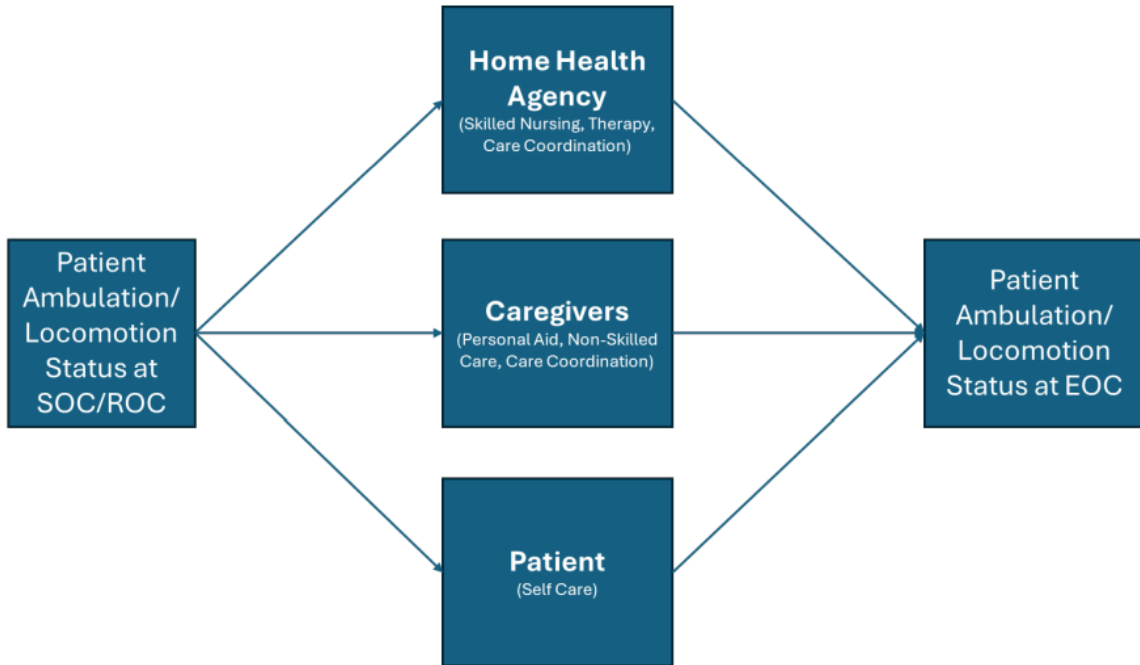 Home Health
Agency
(Skilled Nursing, Therapy,
Care Coordination)
Patient
Ambulation/
Locomotion
Status at
SOC/ROC
Caregivers
(Personal Aid, Non-Skilled
Care, Care Coordination)
Patient
Ambulation/
Locomotion
Status at EOC
Patient
(Self Care)